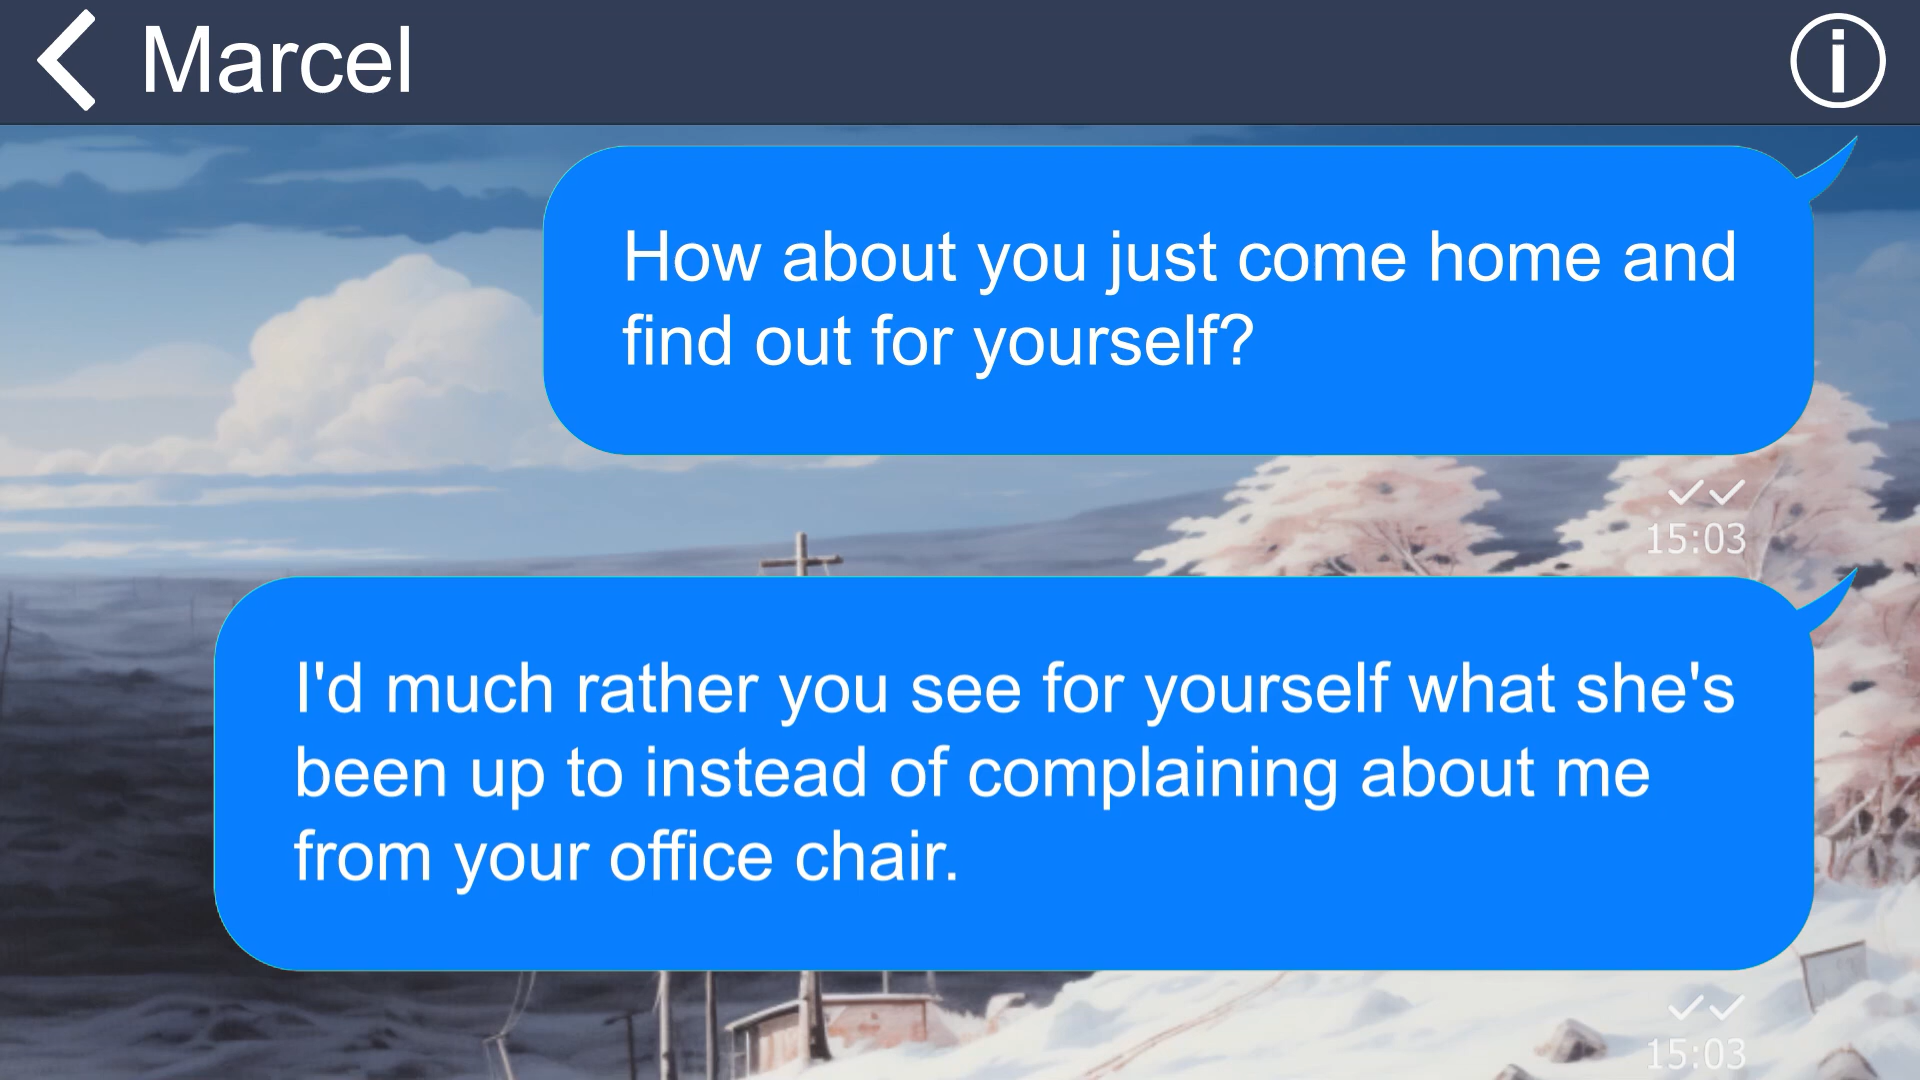 Marcel
How about you just come home and
find out for yourself?
15:03
I'd much rather you see for yourself what she's
been up to instead of complaining about me
from your office chair.
15:03